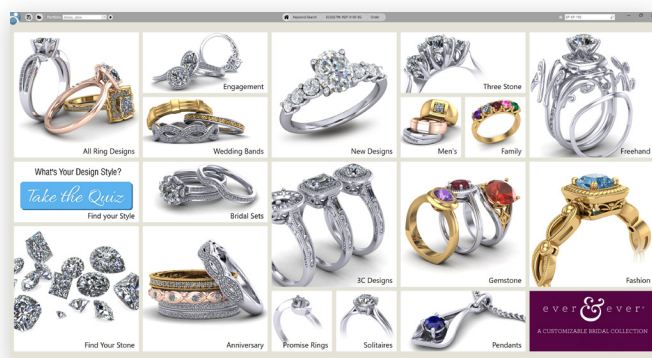 Engagement
Three Stone
All Ring Designs
Wedding Bands
New Designs
Men's
Family
Freehand
What's Your Design Style?
Take the Quiz
Find your Style
Bridal Sets
3C Designs
Gemstone
Fashion
Find Your Stone
Anniversary
Promise Rings
Solitaires
Pendants
ever & ever
A CUSTOMIZABLE BRIDAL COLLECTION